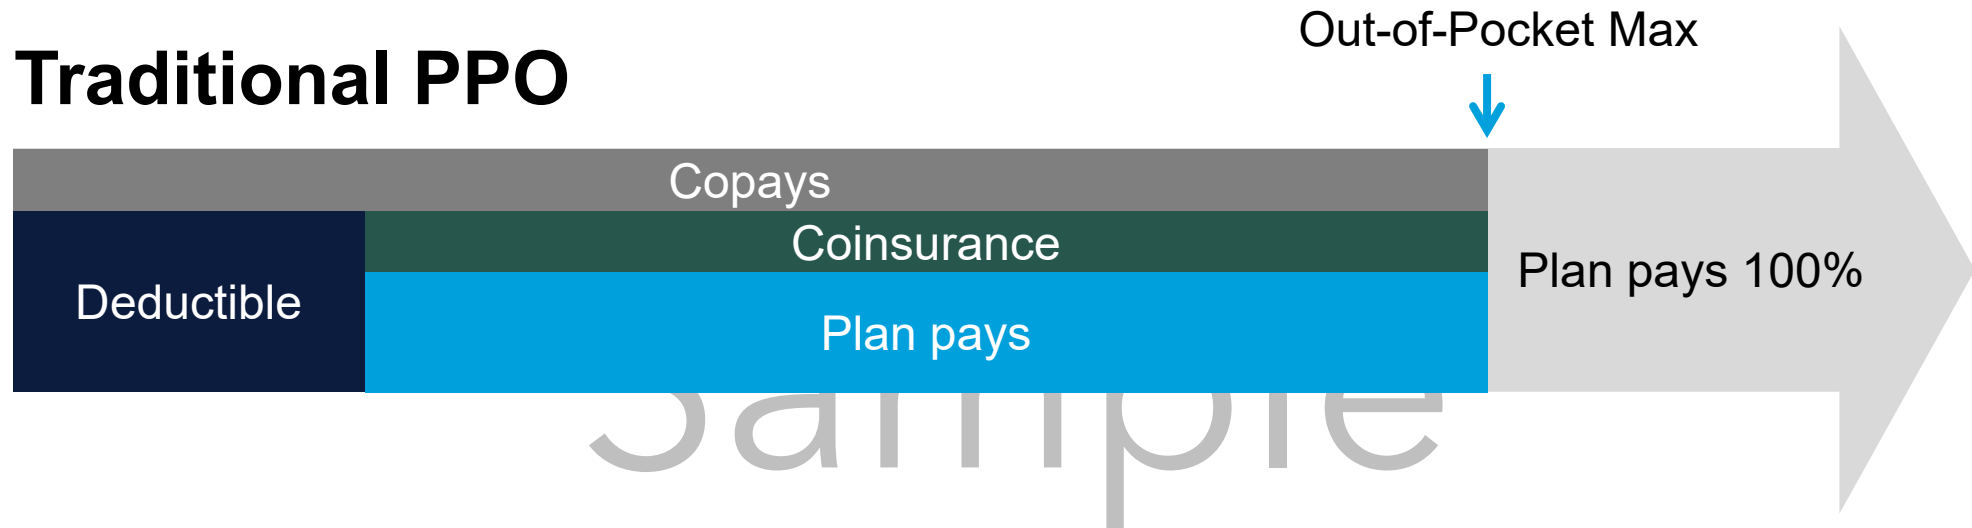 Out-of-Pocket Max
Traditional PPO
Copays
Coinsurance
Deductible
Plan pays
Plan pays 100%
Sample